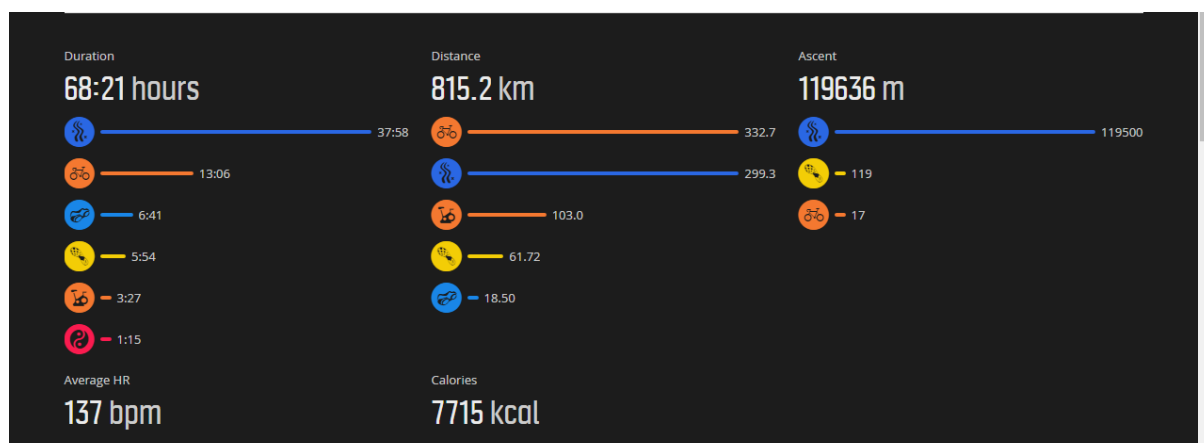 Duration
68:21 hours
37:58
13:06
6:41
5:54
3:27
1:15
Distance
815.2 km
332.7
299.3
103.0
61.72
18.50
Ascent
119636 m
119500
119
17
Average HR
137 bpm
Calories
7715 kcal